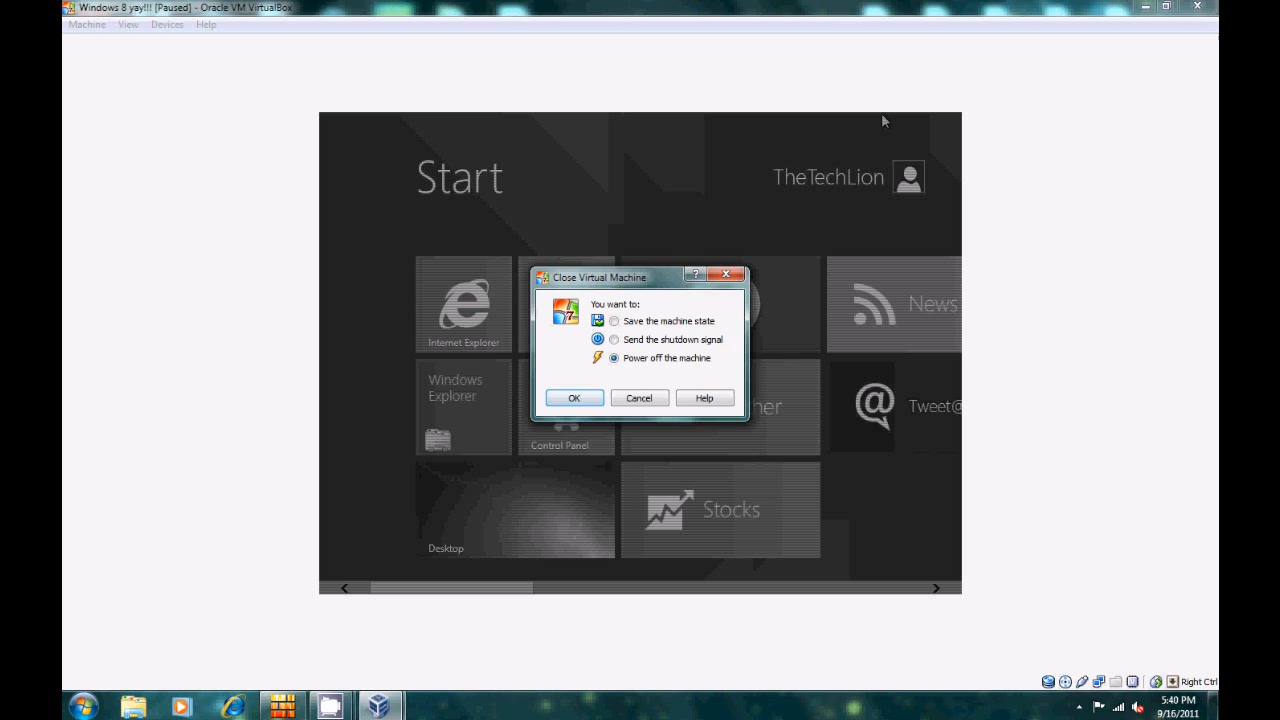 Windows 8 yay!!! [Paused] - Oracle VM VirtualBox
Machine View Devices Help
Start
TheTechLion
Close Virtual Machine
You want to:
Save the machine state
Send the shutdown signal
Power off the machine
OK Cancel Help
Internet Explorer
News
Windows
Explorer
Control Panel
her
Tweet@
Desktop
Stocks
Right Ctrl
5:40 PM
9/16/2011